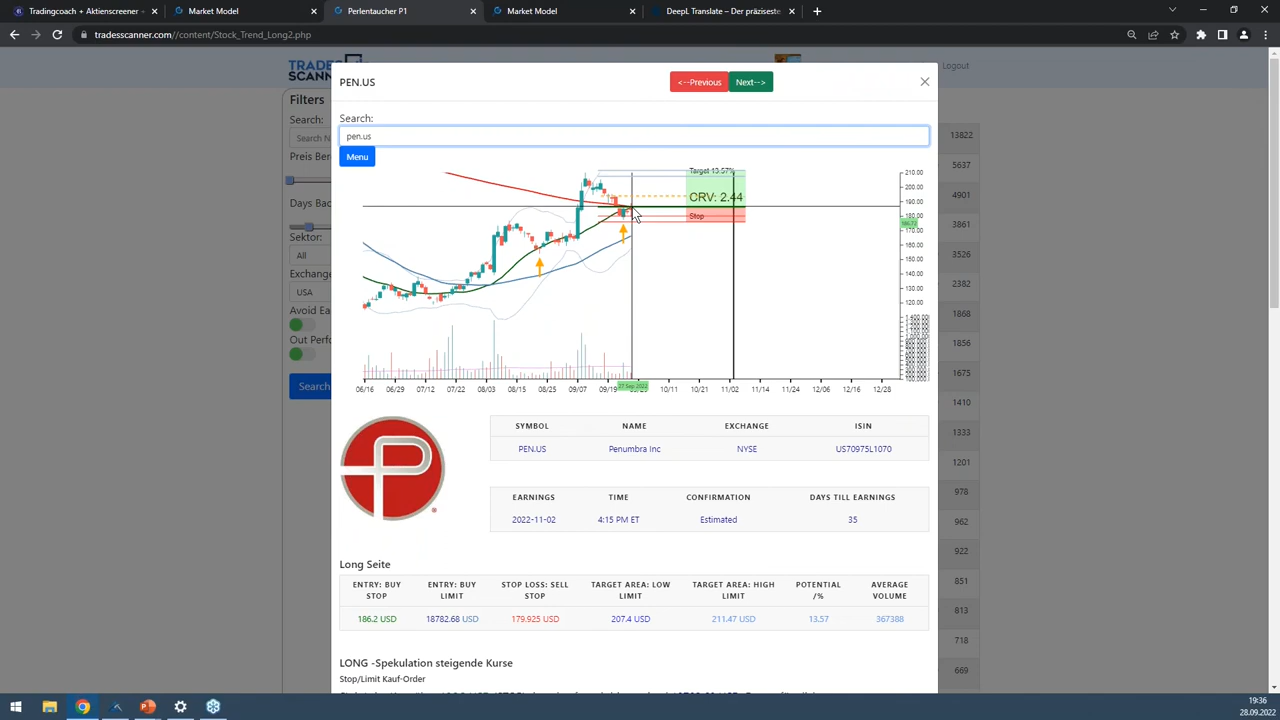 Tradingcoach + Aktienscreener +
Market Model
Perlentaucher P1
Market Model
DeepL Translate – Der präziseste
tradesscanner.com//content/Stock_Trend_Long2.php
TRADES
SCANN
Logout
Filters
Search:
Search N
Preis Ber
Days Back
Sektor:
All
Exchange
USA
Avoid Ea
Out Perfo
Search
PEN.US
<--Previous
Next-->
Search:
pen.us
Menu
Target 13.57%
CRV: 2.44
Stop
210.00
200.00
190.00
180.00
170.00
160.00
150.00
140.00
130.00
120.00
06/16
06/29
07/12
07/22
08/03
08/15
08/25
09/07
09/19
27 Sep 2022
10/11
10/21
11/02
11/14
11/24
12/06
12/16
12/28
13822
5637
4901
3861
3526
2382
1868
1856
1675
1410
1333
1201
978
962
922
851
813
718
669
SYMBOL NAME EXCHANGE ISIN
PEN.US Penumbra Inc NYSE US70975L1070
EARNINGS TIME CONFIRMATION DAYS TILL EARNINGS
2022-11-02 4:15 PM ET Estimated 35
Long Seite
ENTRY: BUY STOP ENTRY: BUY LIMIT STOP LOSS: SELL STOP TARGET AREA: LOW LIMIT TARGET AREA: HIGH LIMIT POTENTIAL /% AVERAGE VOLUME
186.2 USD 18782.68 USD 179.925 USD 207.4 USD 211.47 USD 13.57 367388
LONG -Spekulation steigende Kurse
Stop/Limit Kauf-Order
19:36
28.09.2022